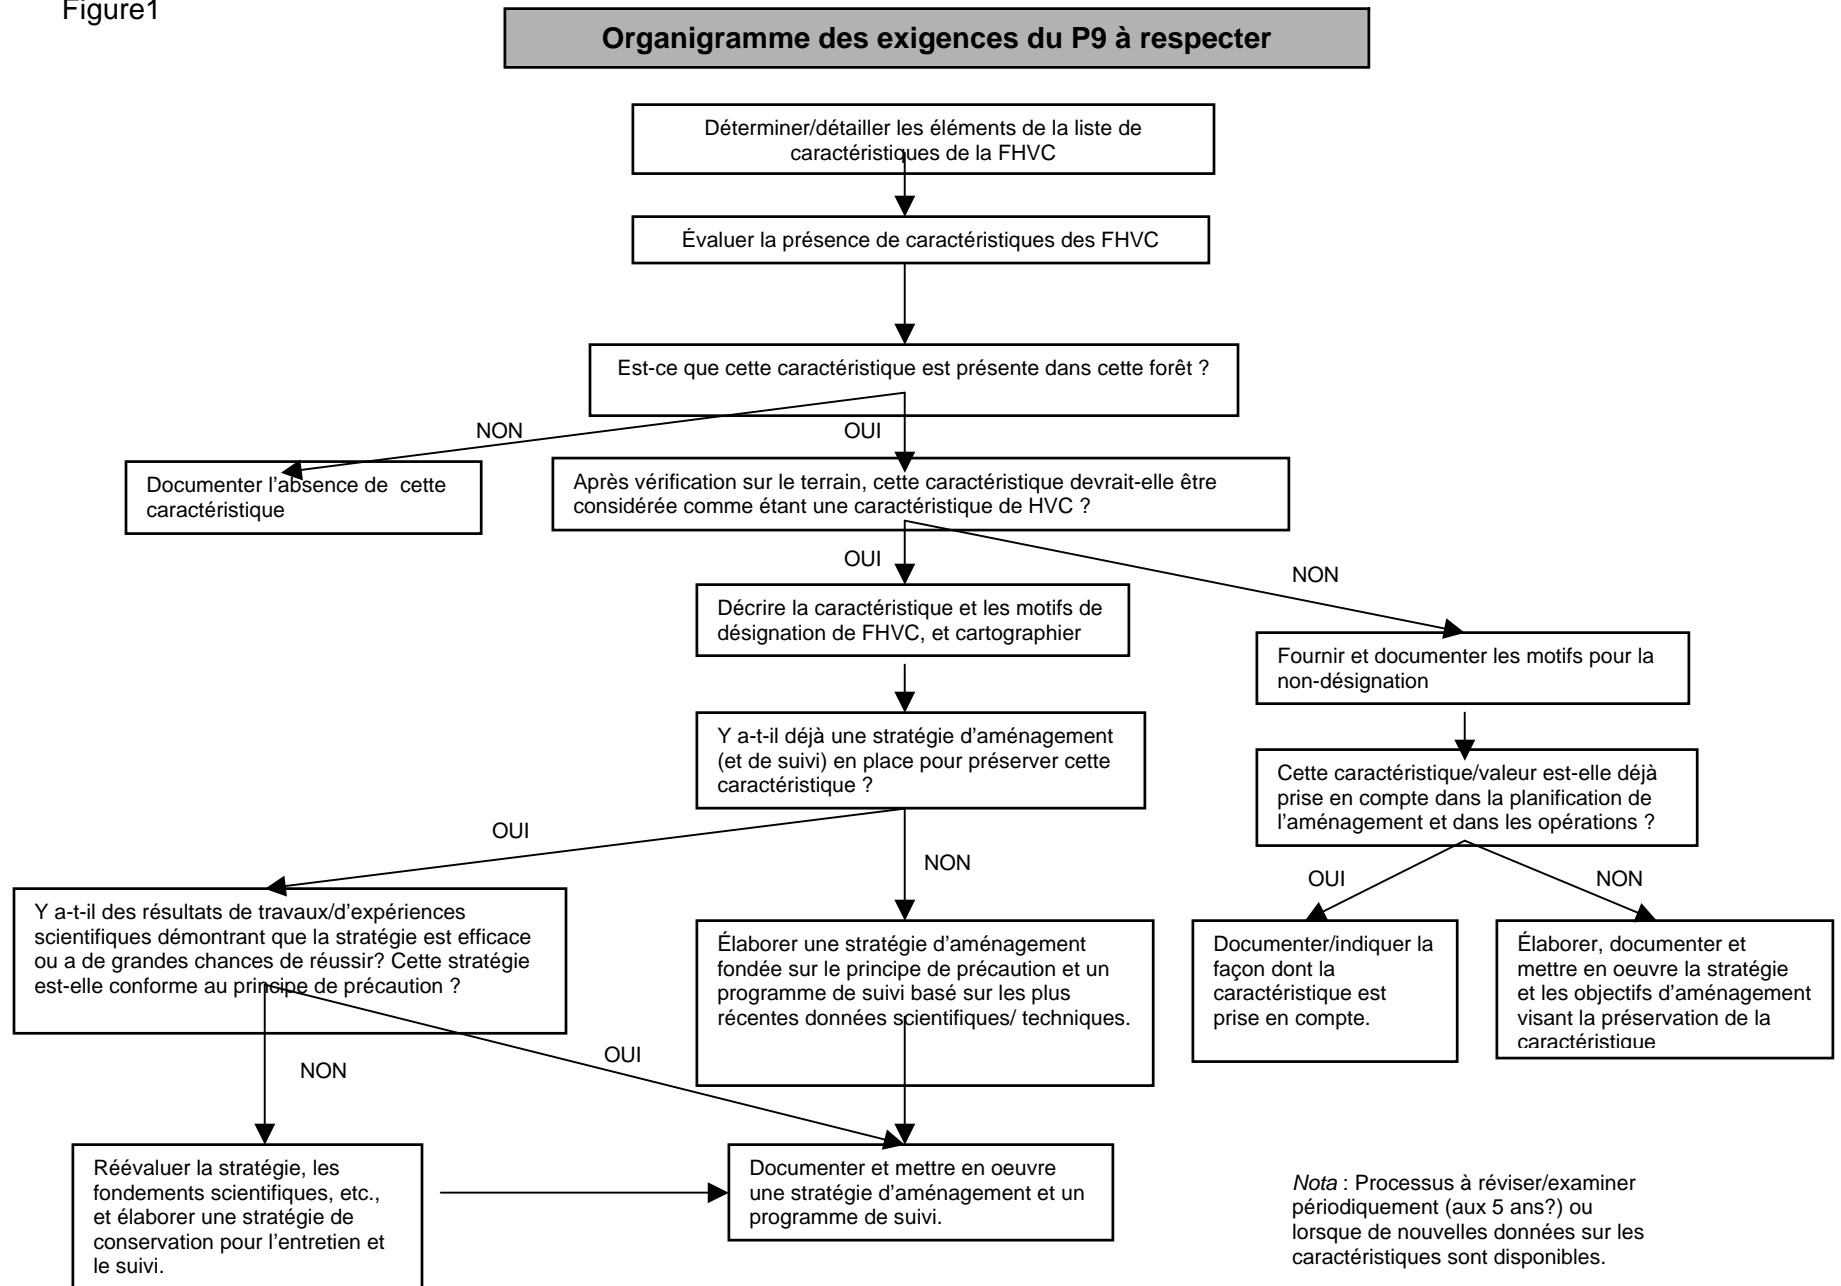 Figure1
Organigramme des exigences du P9 à respecter
Déterminer/détailler les éléments de la liste de
caractéristiques de la FHVC
Évaluer la présence de caractéristiques des FHVC
Est-ce que cette caractéristique est présente dans cette forêt ?
NON
OUI
Documenter l'absence de  cette
caractéristique
Après vérification sur le terrain, cette caractéristique devrait-elle être
considérée comme étant une caractéristique de HVC ?
OUI
NON
Décrire la caractéristique et les motifs de
désignation de FHVC, et cartographier
Fournir et documenter les motifs pour la
non-désignation
Y a-t-il déjà une stratégie d'aménagement
(et de suivi) en place pour préserver cette
caractéristique ?
Cette caractéristique/valeur est-elle déjà
prise en compte dans la planification de
l'aménagement et dans les opérations ?
OUI
NON
OUI
NON
Y a-t-il des résultats de travaux/d'expériences
scientifiques démontrant que la stratégie est efficace
ou a de grandes chances de réussir? Cette stratégie
est-elle conforme au principe de précaution ?
Élaborer une stratégie d'aménagement
fondée sur le principe de précaution et un
programme de suivi basé sur les plus
récentes données scientifiques/ techniques.
Documenter/indiquer la
façon dont la
caractéristique est
prise en compte.
Élaborer, documenter et
mettre en oeuvre la stratégie
et les objectifs d'aménagement
visant la préservation de la
caractéristique
NON
OUI
Réévaluer la stratégie, les
fondements scientifiques, etc.,
et élaborer une stratégie de
conservation pour l'entretien et
le suivi.
Documenter et mettre en oeuvre
une stratégie d'aménagement et un
programme de suivi.
Nota : Processus à réviser/examiner
périodiquement (aux 5 ans?) ou
lorsque de nouvelles données sur les
caractéristiques sont disponibles.